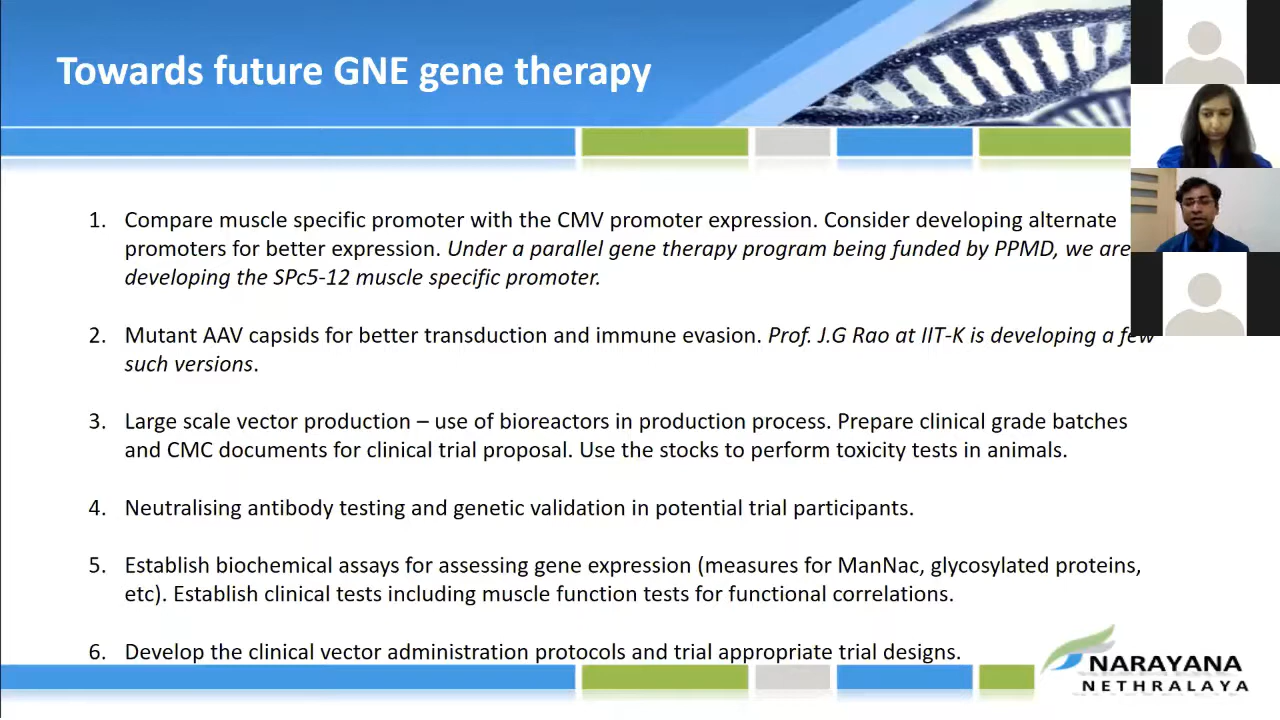 Towards future GNE gene therapy
1. Compare muscle specific promoter with the CMV promoter expression. Consider developing alternate
promoters for better expression. Under a parallel gene therapy program being funded by PPMD, we are
developing the SPc5-12 muscle specific promoter.
2. Mutant AAV capsids for better transduction and immune evasion. Prof. J.G Rao at IIT-K is developing a few
such versions.
3. Large scale vector production – use of bioreactors in production process. Prepare clinical grade batches
and CMC documents for clinical trial proposal. Use the stocks to perform toxicity tests in animals.
4. Neutralising antibody testing and genetic validation in potential trial participants.
5. Establish biochemical assays for assessing gene expression (measures for ManNac, glycosylated proteins,
etc). Establish clinical tests including muscle function tests for functional correlations.
6. Develop the clinical vector administration protocols and trial appropriate trial designs.
NARAYANA
NETHRALAYA